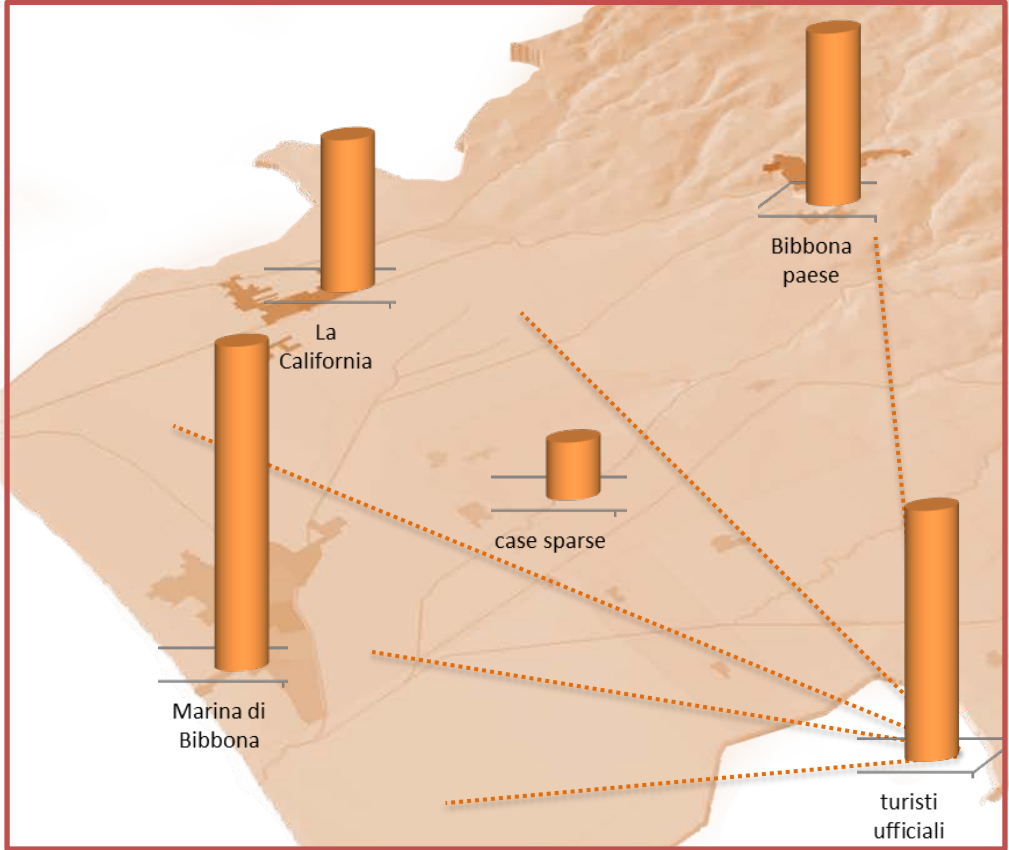 Bibbona
paese
La
California
case sparse
Marina di
Bibbona
turisti
ufficiali